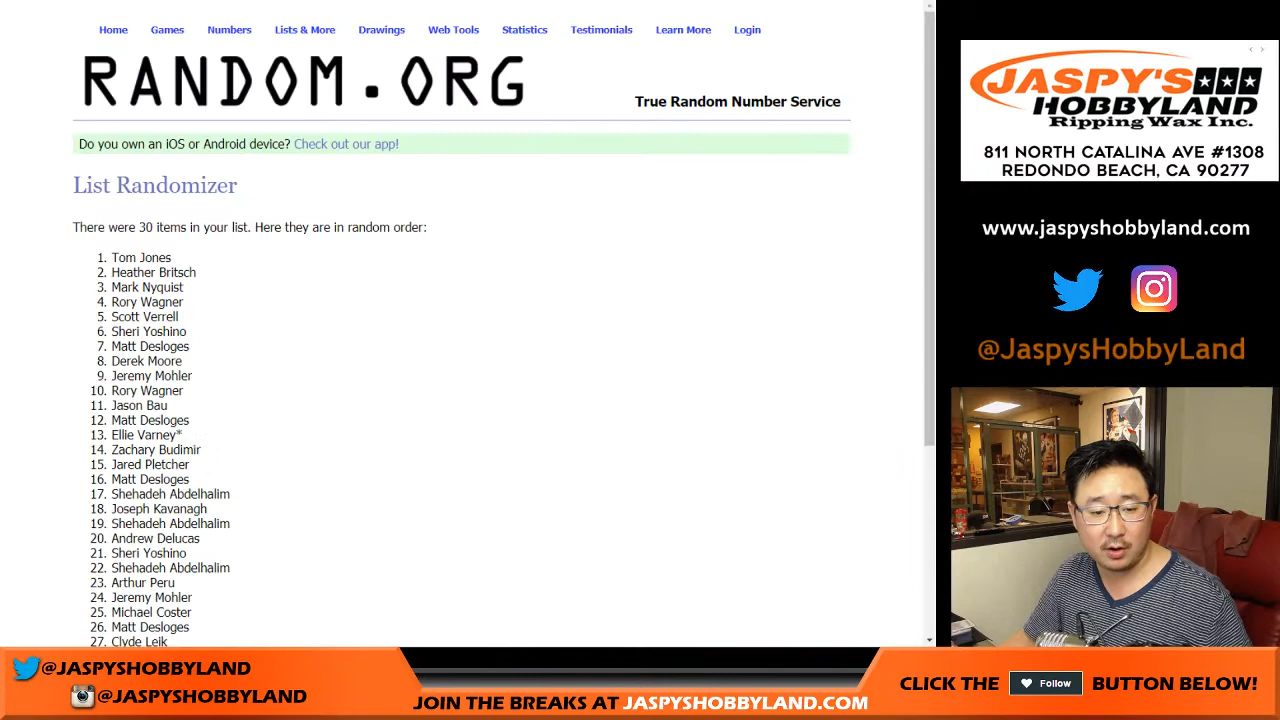 Home Games Numbers Lists & More Drawings Web Tools Statistics Testimonials Learn More Login
RANDOM.ORG
True Random Number Service
Do you own an iOS or Android device? Check out our app!
List Randomizer
There were 30 items in your list. Here they are in random order:
1. Tom Jones
2. Heather Britsch
3. Mark Nyquist
4. Rory Wagner
5. Scott Verrell
6. Sheri Yoshino
7. Matt Desloges
8. Derek Moore
9. Jeremy Mohler
10. Rory Wagner
11. Jason Bau
12. Matt Desloges
13. Ellie Varney*
14. Zachary Budimir
15. Jared Pletcher
16. Matt Desloges
17. Shehadeh Abdelhalim
18. Joseph Kavanagh
19. Shehadeh Abdelhalim
20. Andrew Delucas
21. Sheri Yoshino
22. Shehadeh Abdelhalim
23. Arthur Peru
24. Jeremy Mohler
25. Michael Coster
26. Matt Desloges
27. Clyde Leik
JASPY'S
HOBBYLAND
Ripping Wax Inc.
811 NORTH CATALINA AVE #1308
REDONDO BEACH, CA 90277
www.jaspyshobbyland.com
@JaspysHobbyLand
@JASPYSHOBBYLAND
@JASPYSHOBBYLAND
JOIN THE BREAKS AT JASPYSHOBBYLAND.COM
CLICK THE Follow BUTTON BELOW!